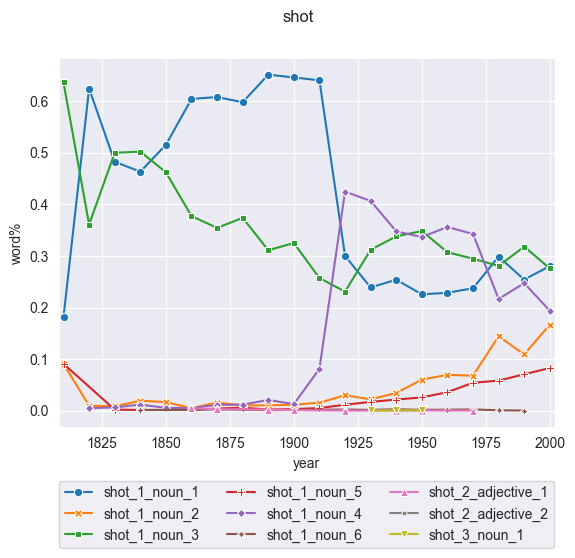 shot
0.6
0.5
0.4
0.3
0.2
0.1
0.0
word%
1825 1850 1875 1900 1925 1950 1975 2000
year
shot_1_noun_1 shot_1_noun_5 shot_2_adjective_1
shot_1_noun_2 shot_1_noun_4 shot_2_adjective_2
shot_1_noun_3 shot_1_noun_6 shot_3_noun_1